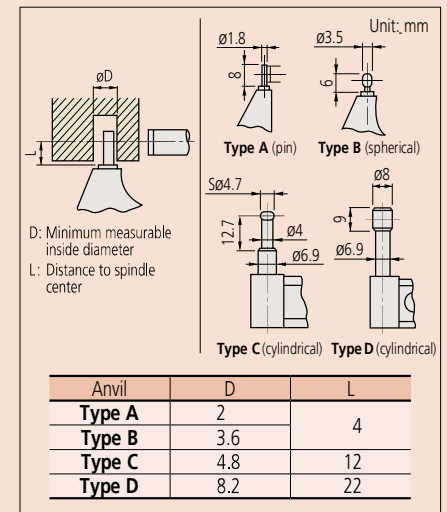 Unit: mm
øD
L
D: Minimum measurable
inside diameter
L: Distance to spindle
center
ø1.8
8
Type A (pin)
ø3.5
6
Type B (spherical)
Sø4.7
12.7
ø4
ø6.9
Type C (cylindrical)
ø8
9
ø6.9
Type D (cylindrical)
Anvil D L
Type A 2 4
Type B 3.6
Type C 4.8 12
Type D 8.2 22